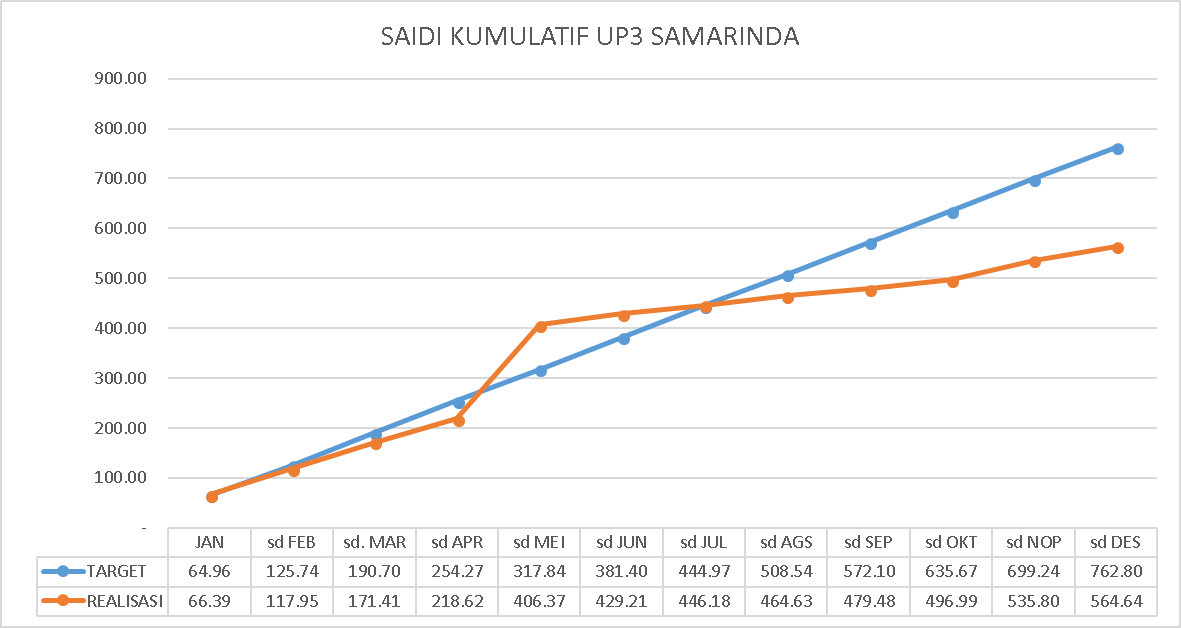 SAIDI KUMULATIF UP3 SAMARINDA
900.00
800.00
700.00
600.00
500.00
400.00
300.00
200.00
100.00
-
JAN sd FEB sd. MAR sd APR sd MEI sd JUN sd JUL sd AGS sd SEP sd OKT sd NOP sd DES
TARGET 64.96 125.74 190.70 254.27 317.84 381.40 444.97 508.54 572.10 635.67 699.24 762.80
REALISASI 66.39 117.95 171.41 218.62 406.37 429.21 446.18 464.63 479.48 496.99 535.80 564.64